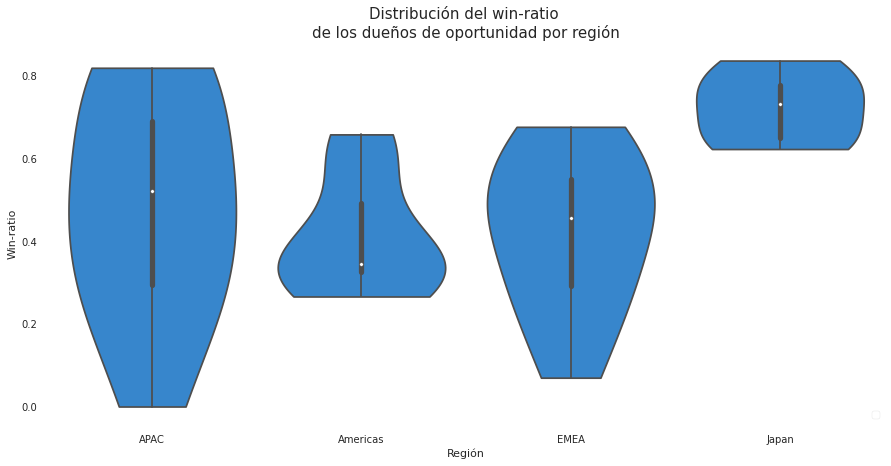 Distribución del win-ratio
de los dueños de oportunidad por región
Win-ratio
0.8
0.6
0.4
0.2
0.0
APAC
Americas
EMEA
Japan
Región